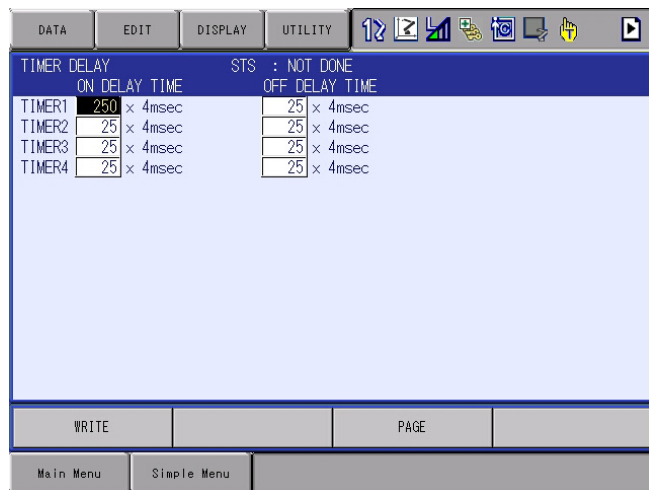 DATA EDIT DISPLAY UTILITY
TIMER DELAY STS : NOT DONE
ON DELAY TIME OFF DELAY TIME
TIMER1 250 x 4msec 25 x 4msec
TIMER2 25 x 4msec 25 x 4msec
TIMER3 25 x 4msec 25 x 4msec
TIMER4 25 x 4msec 25 x 4msec
WRITE PAGE
Main Menu Simple Menu